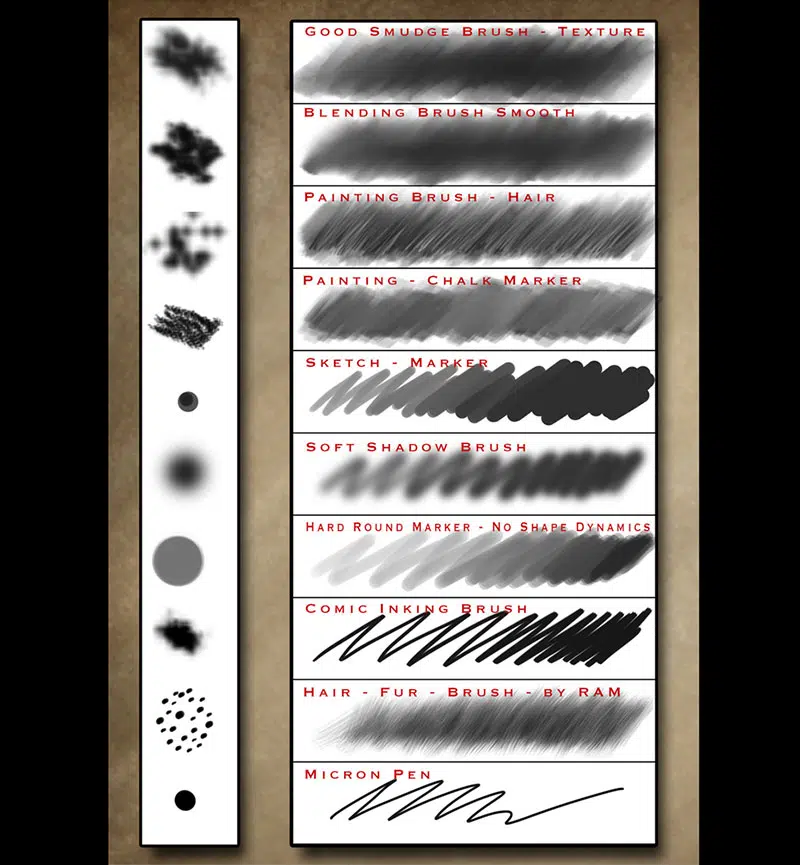 Good Smudge Brush - Texture
Blending Brush Smooth
Painting Brush - Hair
Painting - Chalk Marker
Sketch - Marker
Soft Shadow Brush
Hard Round Marker - No Shape Dynamics
Comic Inking Brush
Hair - Fur - Brush - by RAM
Micron Pen